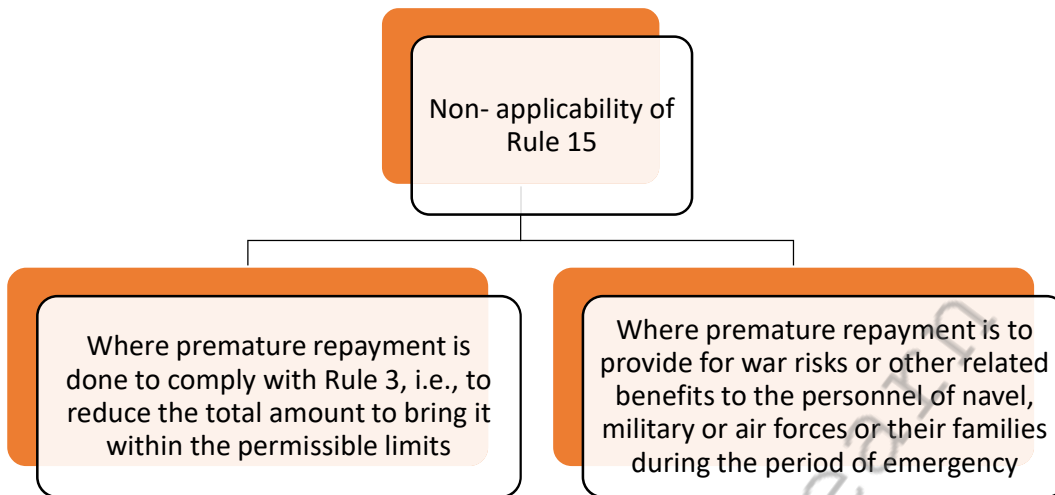 Non- applicability of
Rule 15
Where premature repayment is
done to comply with Rule 3, i.e., to
reduce the total amount to bring it
within the permissible limits
Where premature repayment is to
provide for war risks or other related
benefits to the personnel of navel,
military or air forces or their families
during the period of emergency